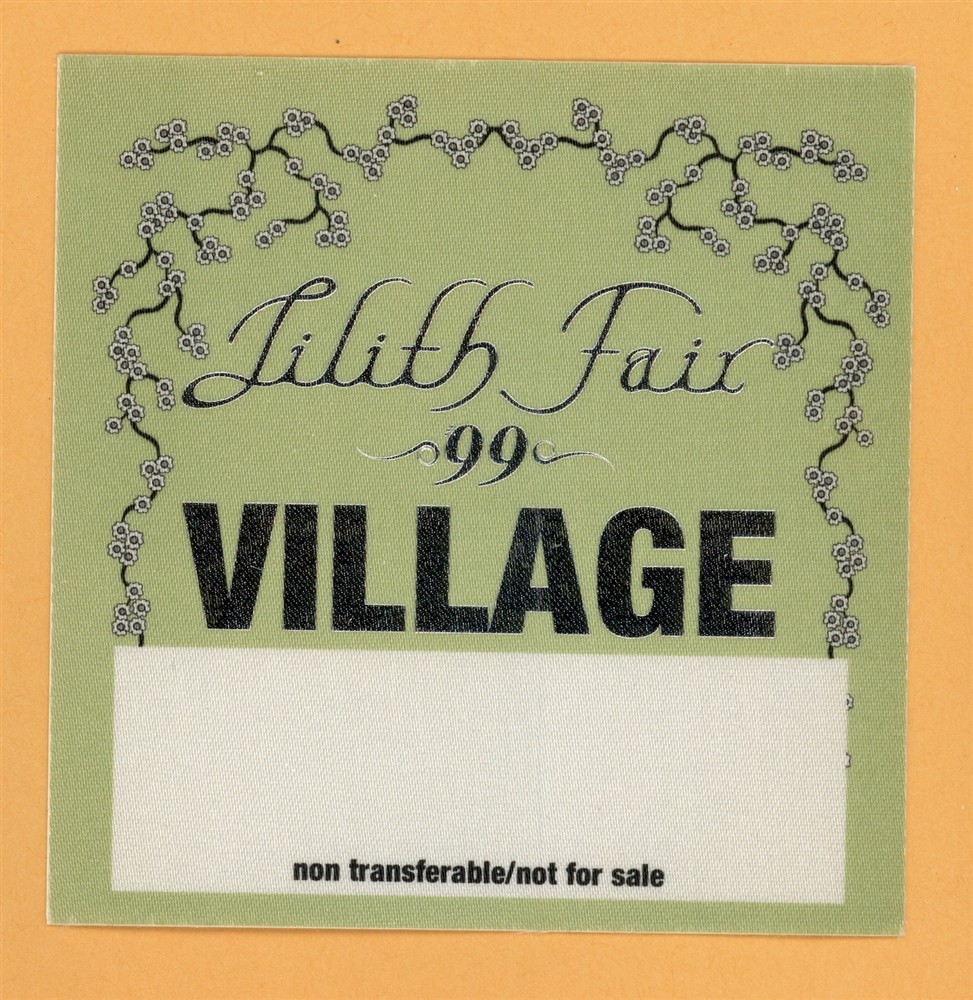 Lilith Fair
99
VILLAGE
non transferable/not for sale